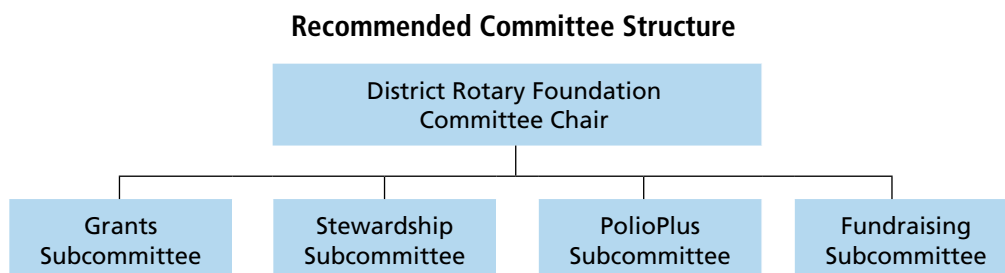 Recommended Committee Structure
District Rotary Foundation
Committee Chair
Grants
Subcommittee
Stewardship
Subcommittee
PolioPlus
Subcommittee
Fundraising
Subcommittee